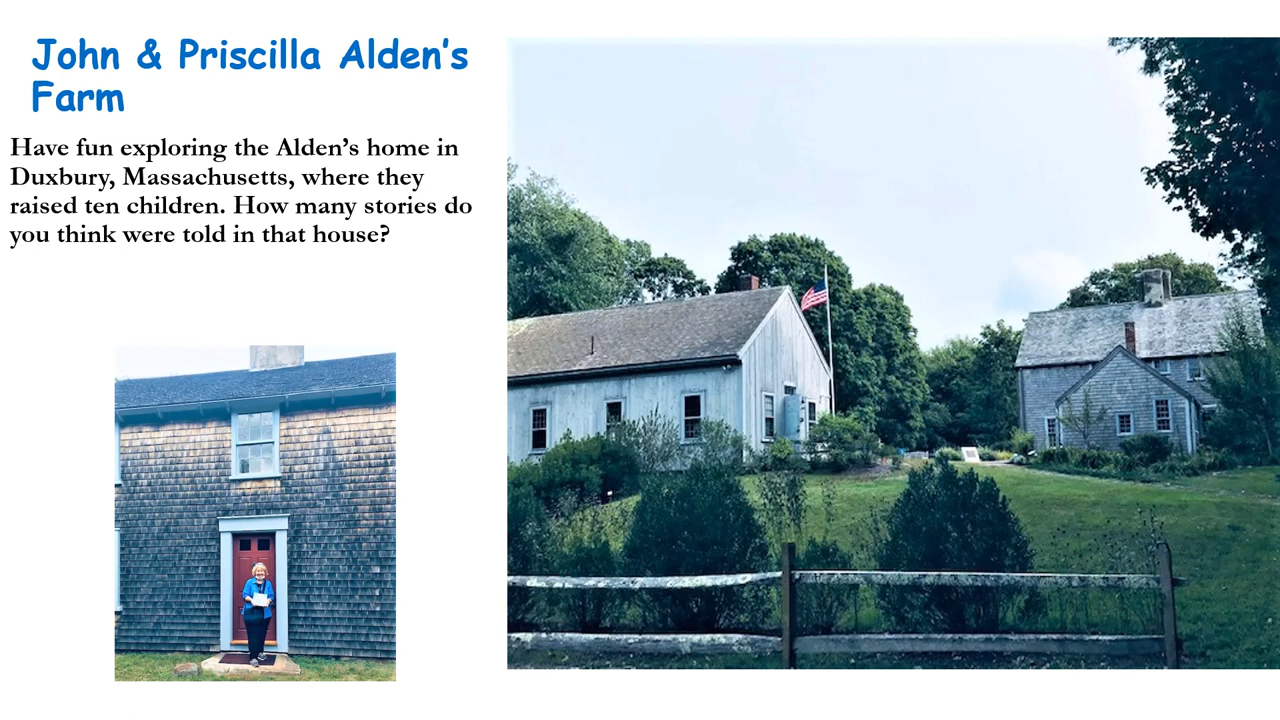 John & Priscilla Alden's
Farm
Have fun exploring the Alden’s home in
Duxbury, Massachusetts, where they
raised ten children. How many stories do
you think were told in that house?